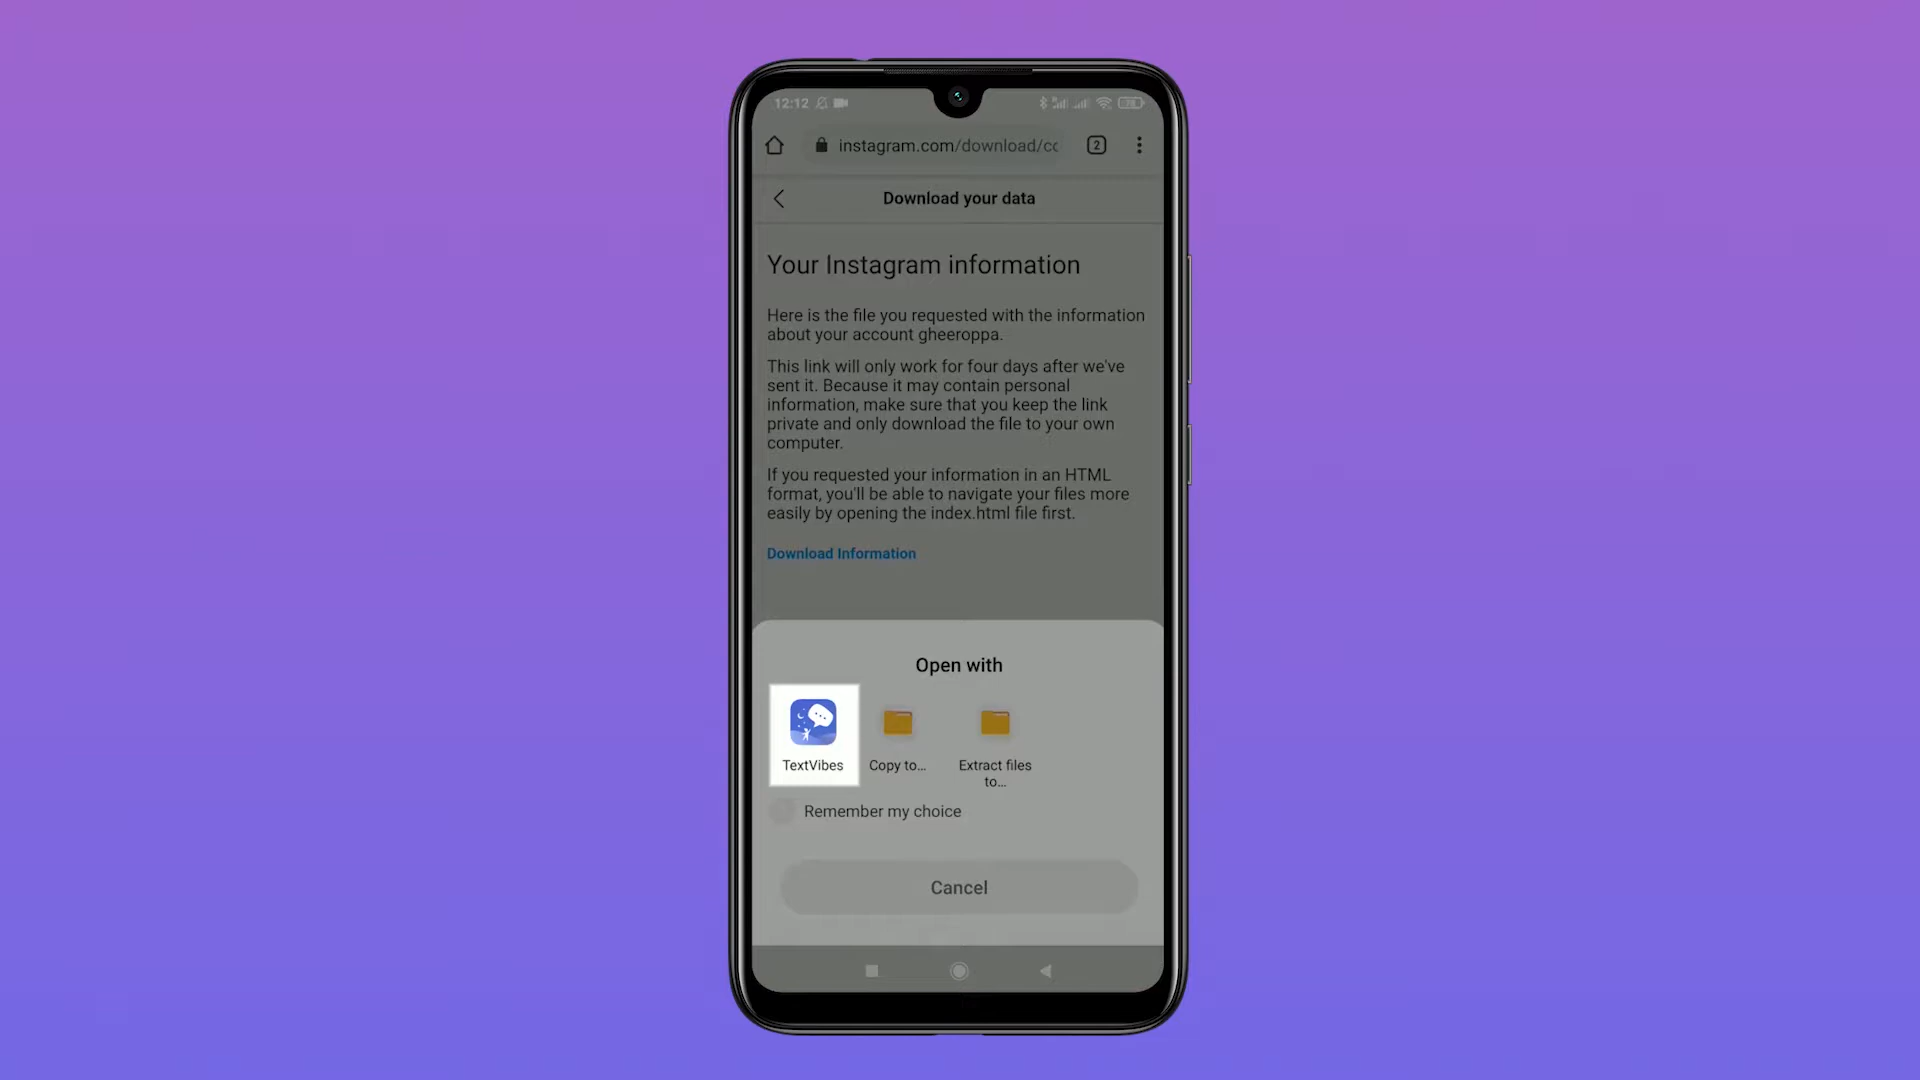 12:12
instagram.com/download/cc
2
Download your data
Your Instagram information
Here is the file you requested with the information
about your account gheeroppa.
This link will only work for four days after we've
sent it. Because it may contain personal
information, make sure that you keep the link
private and only download the file to your own
computer.
If you requested your information in an HTML
format, you'll be able to navigate your files more
easily by opening the index.html file first.
Download Information
Open with
TextVibes
Copy to...
Extract files
to...
Remember my choice
Cancel